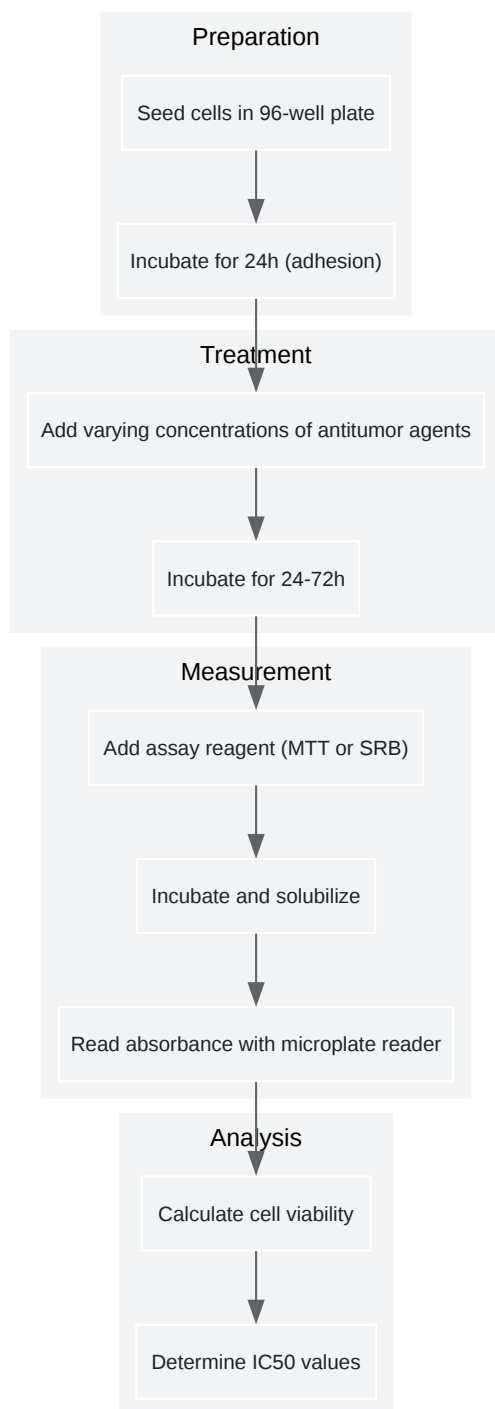 Preparation
Seed cells in 96-well plate
Incubate for 24h (adhesion)
Treatment
Add varying concentrations of antitumor agents
Incubate for 24-72h
Measurement
Add assay reagent (MTT or SRB)
Incubate and solubilize
Read absorbance with microplate reader
Analysis
Calculate cell viability
Determine IC50 values